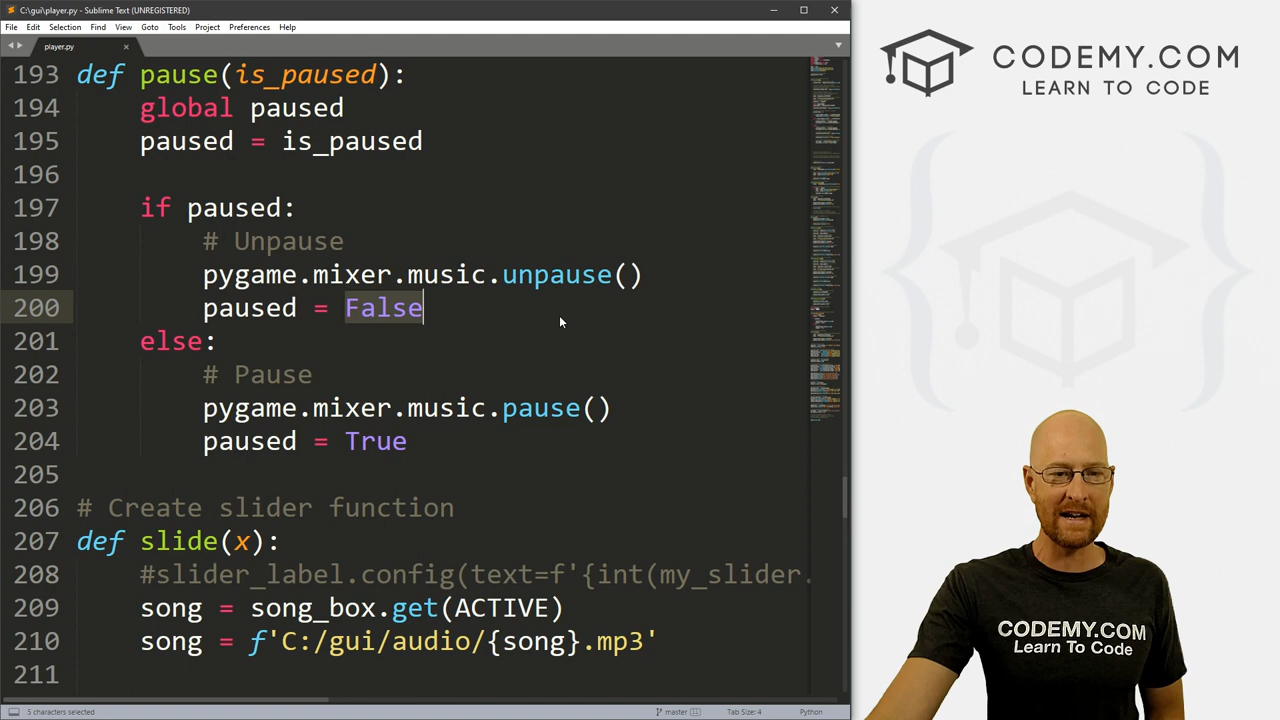 C:\gui\player.py - Sublime Text (UNREGISTERED)
File Edit Selection Find View Goto Tools Project Preferences Help
player.py
193 def pause(is_paused):
194 global paused
195 paused = is_paused
196
197 if paused:
198 # Unpause
199 pygame.mixer.music.unpause()
200 paused = False
201 else:
202 # Pause
203 pygame.mixer.music.pause()
204 paused = True
205
206 # Create slider function
207 def slide(x):
208 #slider_label.config(text=f'{int(my_slider.
209 song = song_box.get(ACTIVE)
210 song = f'C:/gui/audio/{song}.mp3'
211
5 characters selected
master 11
Tab Size: 4
Python
CODEMY.COM
LEARN TO CODE
CODEMY.COM
Learn To Code